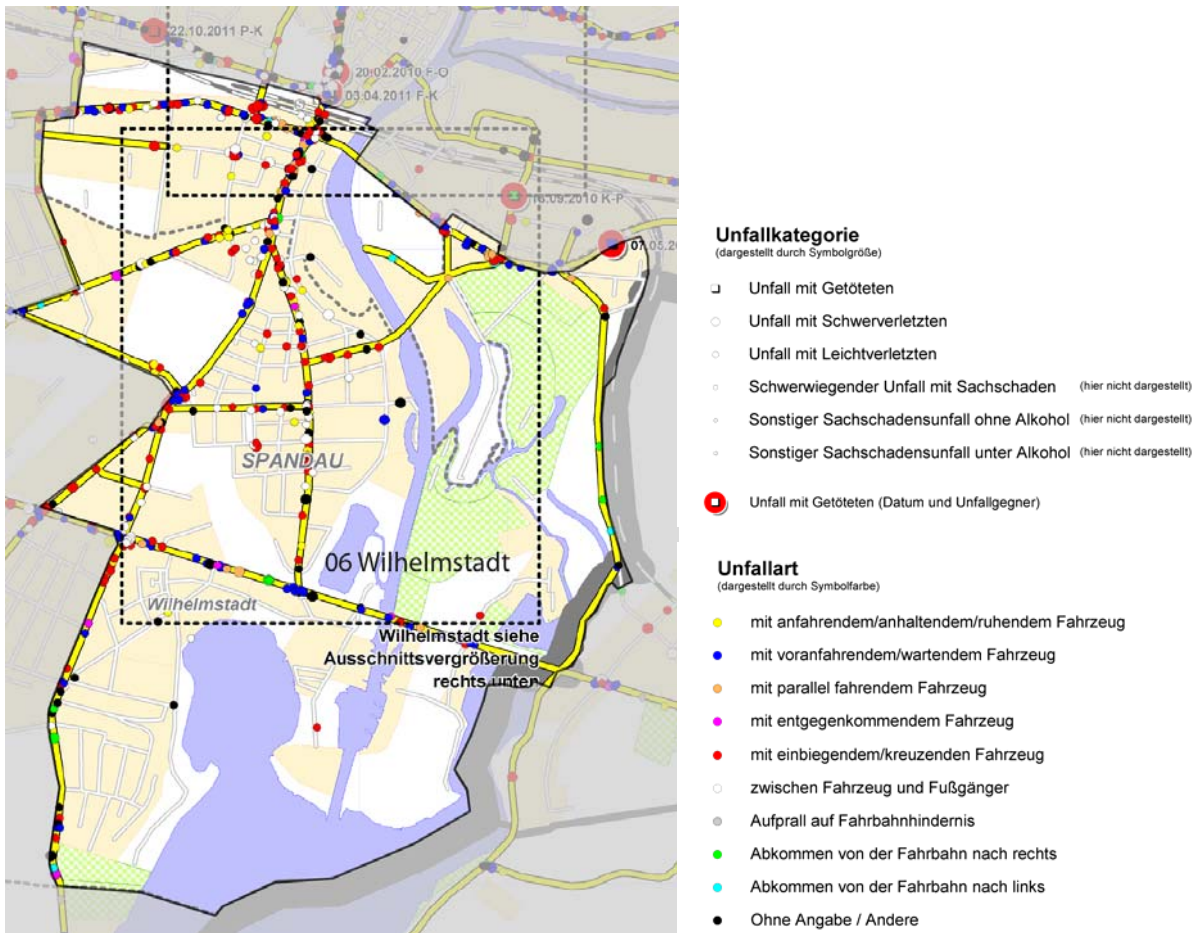 22.10.2011 P-K
20.02.2010 F-O
03.04.2011 F-K
16.09.2010 K-P
SPANDAU
06 Wilhelmstadt
Wilhelmstadt
Wilhelmstadt siehe
Ausschnittsvergrößerung
rechts unten
Unfallkategorie
(dargestellt durch Symbolgröße)
Unfall mit Getöteten
Unfall mit Schwerverletzten
Unfall mit Leichtverletzten
Schwerwiegender Unfall mit Sachschaden (hier nicht dargestellt)
Sonstiger Sachschadensunfall ohne Alkohol (hier nicht dargestellt)
Sonstiger Sachschadensunfall unter Alkohol (hier nicht dargestellt)
Unfall mit Getöteten (Datum und Unfallgegner)
Unfallart
(dargestellt durch Symbolfarbe)
mit anfahrendem/anhaltendem/ruhendem Fahrzeug
mit voranfahrendem/wartendem Fahrzeug
mit parallel fahrendem Fahrzeug
mit entgegenkommendem Fahrzeug
mit einbiegendem/kreuzenden Fahrzeug
zwischen Fahrzeug und Fußgänger
Aufprall auf Fahrbahnhindernis
Abkommen von der Fahrbahn nach rechts
Abkommen von der Fahrbahn nach links
Ohne Angabe / Andere